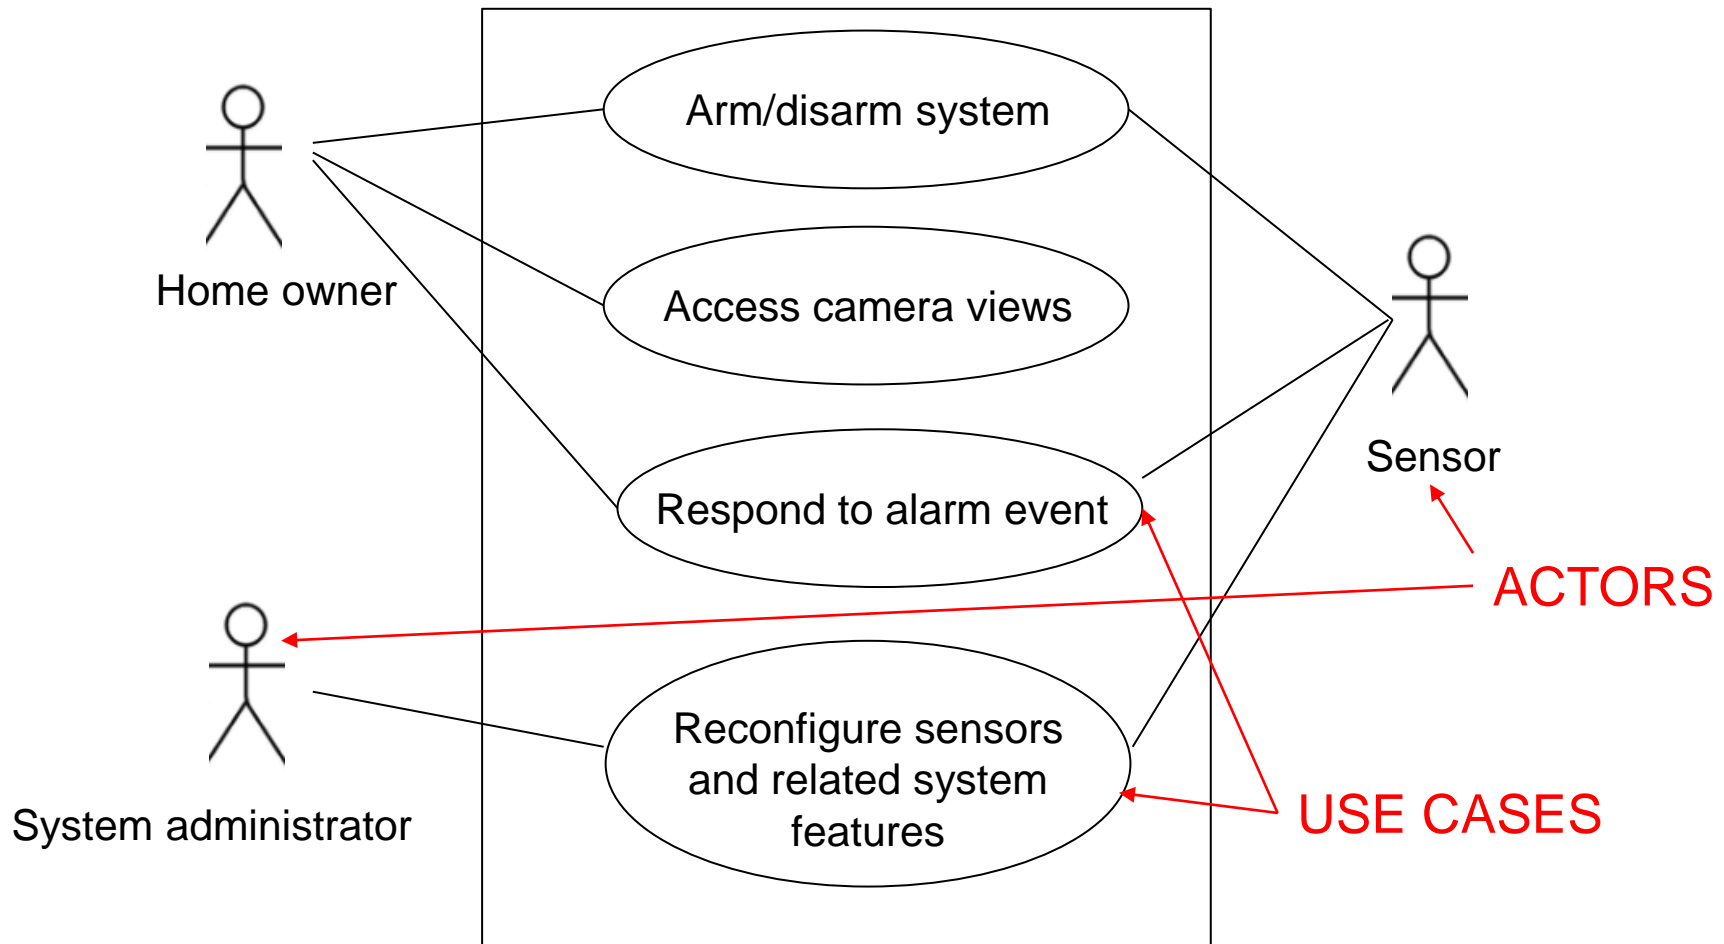 Arm/disarm system
Home owner
Access camera views
Sensor
Respond to alarm event
ACTORS
Reconfigure sensors
and related system
features
System administrator
USE CASES